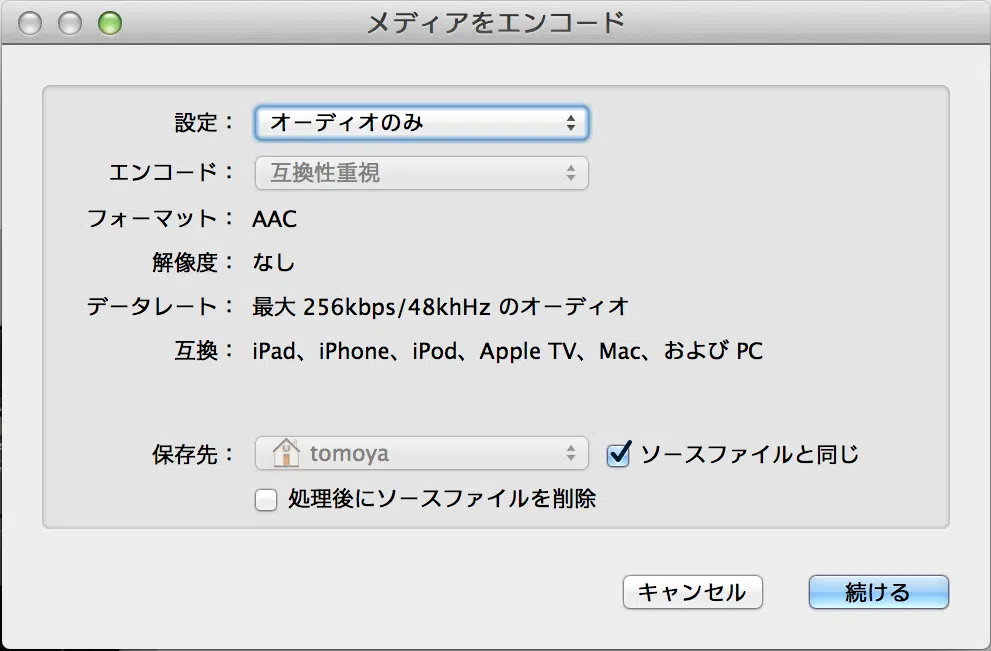 メディアをエンコード
設定： オーディオのみ
エンコード： 互換性重視
フォーマット： AAC
解像度： なし
データレート： 最大 256kbps/48khHz のオーディオ
互換： iPad、iPhone、iPod、Apple TV、Mac、および PC
保存先： tomoya ソースファイルと同じ
処理後にソースファイルを削除
キャンセル 続ける